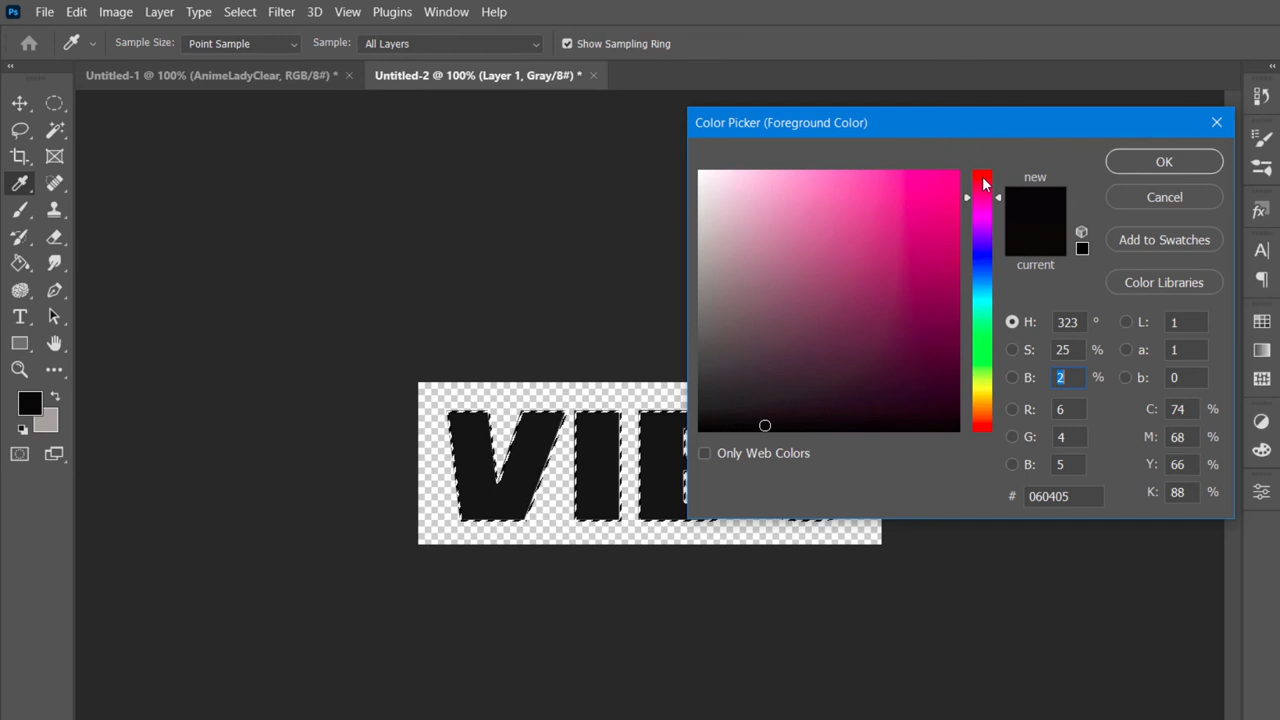 Ps File Edit Image Layer Type Select Filter 3D View Plugins Window Help
Sample Size: Point Sample Sample: All Layers Show Sampling Ring
Untitled-1 @ 100% (AnimeLadyClear, RGB/8#) * Untitled-2 @ 100% (Layer 1, Gray/8#) *
Color Picker (Foreground Color)
OK
new
Cancel
Add to Swatches
current
Color Libraries
H: 323 ° L: 1
S: 25 % a: 1
B: 2 % b: 0
R: 6 C: 74 %
G: 4 M: 68 %
B: 5 Y: 66 %
# 060405 K: 88 %
Only Web Colors
VI